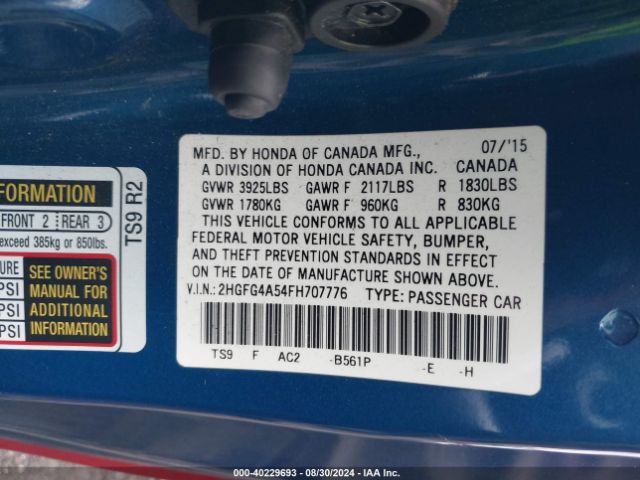 MFD. BY HONDA OF CANADA MFG., 07/'15
A DIVISION OF HONDA CANADA INC. CANADA
GVWR 3925LBS GAWR F 2117LBS R 1830LBS
GVWR 1780KG GAWR F 960KG R 830KG
THIS VEHICLE CONFORMS TO ALL APPLICABLE
FEDERAL MOTOR VEHICLE SAFETY, BUMPER,
AND THEFT PREVENTION STANDARDS IN EFFECT
ON THE DATE OF MANUFACTURE SHOWN ABOVE.
V.I.N.: 2HGFG4A54FH707776 TYPE: PASSENGER CAR
TS9 F AC2 -B561P -E -H
FRONT 2 REAR 3
exceed 385kg or 850lbs.
SEE OWNER'S
PSI MANUAL FOR
PSI ADDITIONAL
PSI INFORMATION
TS9 R2
000-40229693 - 08/30/2024 - IAA Inc.